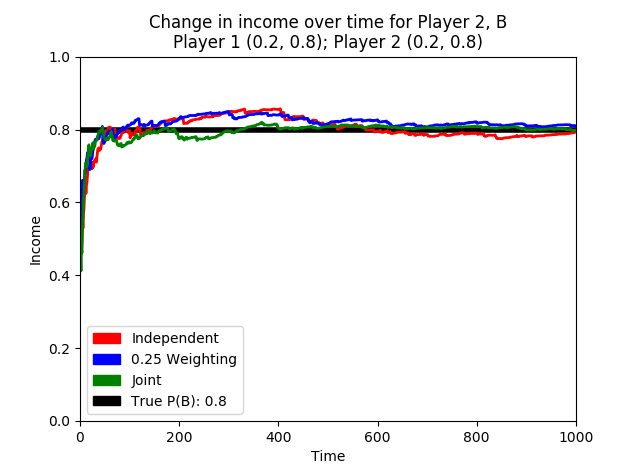 Change in income over time for Player 2, B
Player 1 (0.2, 0.8); Player 2 (0.2, 0.8)
1.0
0.8
0.6
0.4
0.2
0.0
Income
Independent
0.25 Weighting
Joint
True P(B): 0.8
0 200 400 600 800 1000
Time